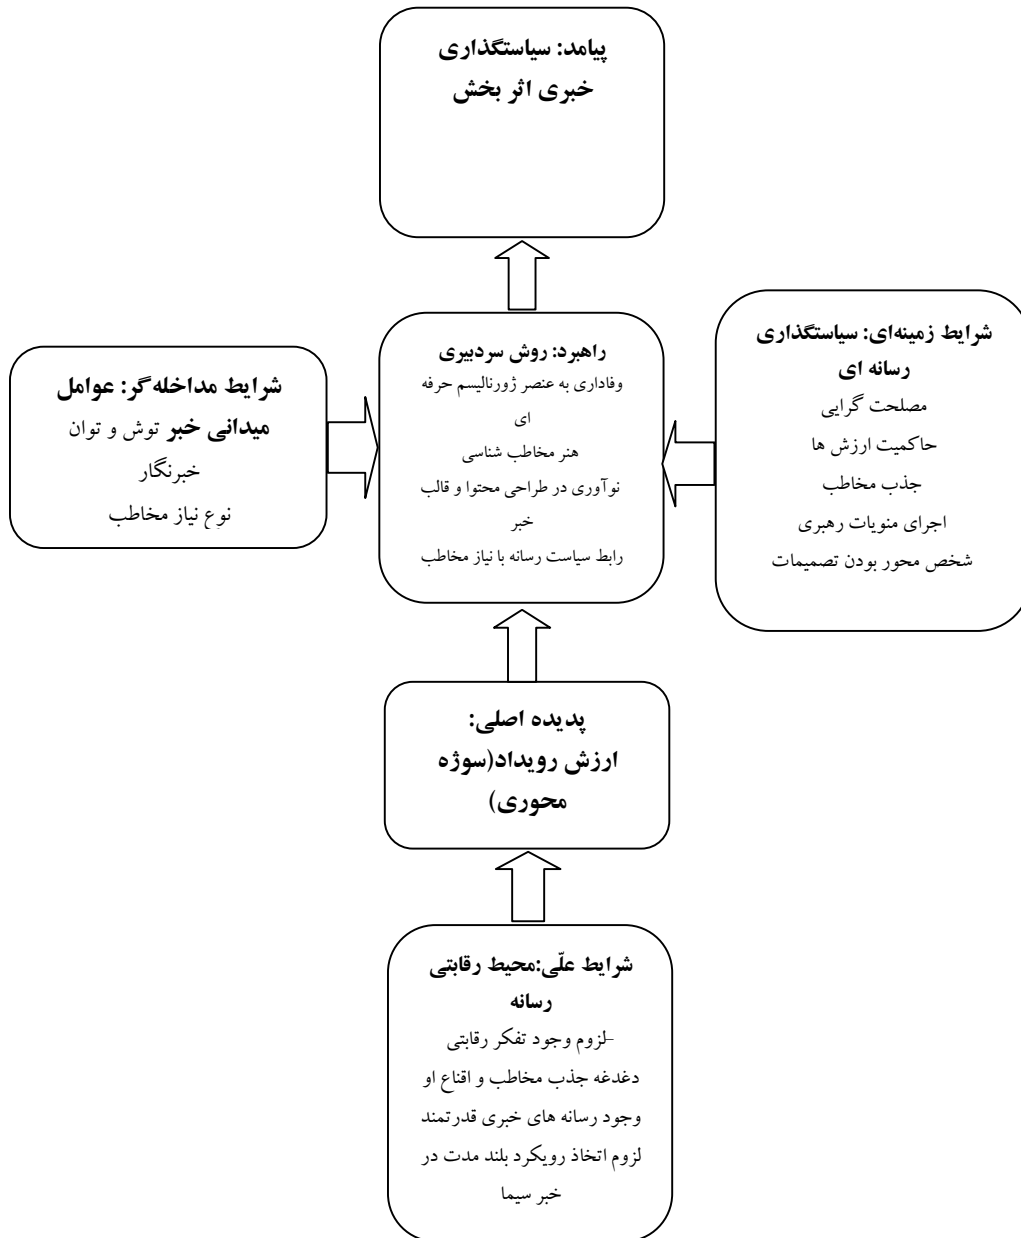 پیامد: سیاستگذاری
خبری اثر بخش
شرایط زمینه‌ای: سیاستگذاری
رسانه ای
مصلحت گرایی
حاکمیت ارزش ها
جذب مخاطب
اجرای منویات رهبری
شخص محور بودن تصمیمات
راهبرد: روش سردبیری
وفاداری به عنصر ژورنالیسم حرفه
ای
هنر مخاطب شناسی
نوآوری در طراحی محتوا و قالب
خبر
رابط سیاست رسانه با نیاز مخاطب
شرایط مداخله‌گر: عوامل
میدانی خبر توش و توان
خبرنگار
نوع نیاز مخاطب
پدیده اصلی:
ارزش رویداد(سوژه
محوری)
شرایط علّی:محیط رقابتی
رسانه
-لزوم وجود تفکر رقابتی
دغدغه جذب مخاطب و اقناع او
وجود رسانه های خبری قدرتمند
لزوم اتخاذ رویکرد بلند مدت در
خبر سیما